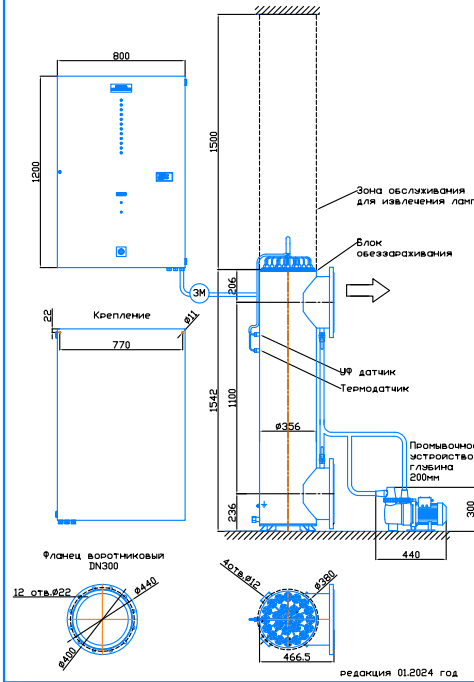 800
1200
1500
Зона обслуживания
для извлечения ламп
Блок
обеззараживания
206
3М
22
Крепление
ø11
770
УФ датчик
Термодатчик
1542
1100
ø356
Промывочное
устройство
глубина
200мм
236
300
440
Фланец воротниковый
DN300
12 отв.ø22
ø440
ø400
4отв.ø12
ø380
466.5
редакция 01.2024 год